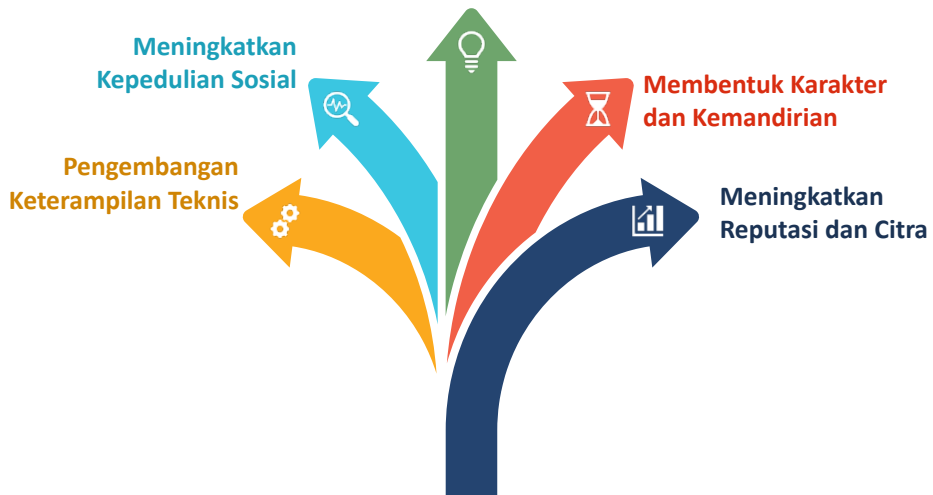 Meningkatkan
Kepedulian Sosial
Membentuk Karakter
dan Kemandirian
Pengembangan
Keterampilan Teknis
Meningkatkan
Reputasi dan Citra